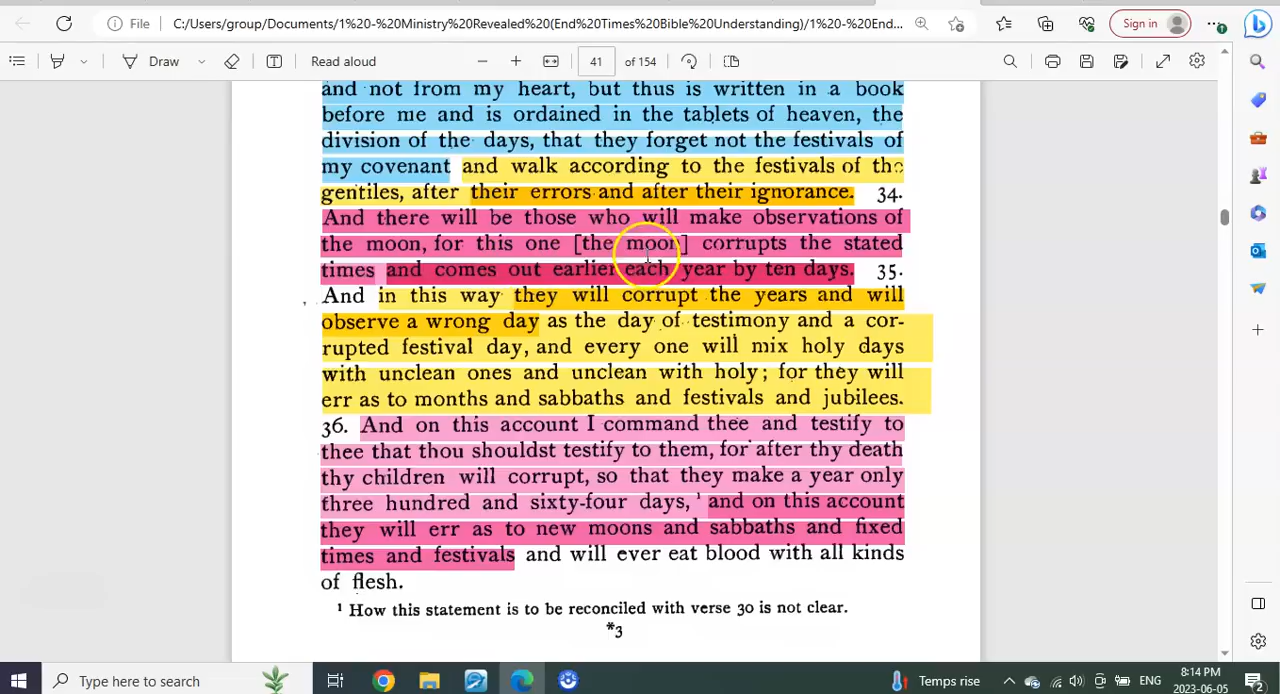 File C:/Users/group/Documents/1%20-%20Ministry%20Revealed%20(End%20Times%20Bible%20Understanding)/1%20-%20End...
Sign in
Draw
Read aloud
41 of 154
and not from my heart, but thus is written in a book
before me and is ordained in the tablets of heaven, the
division of the days, that they forget not the festivals of
my covenant and walk according to the festivals of the
gentiles, after their errors and after their ignorance. 34.
And there will be those who will make observations of
the moon, for this one [the moon] corrupts the stated
times and comes out earlier each year by ten days. 35.
And in this way they will corrupt the years and will
observe a wrong day as the day of testimony and a cor-
rupted festival day, and every one will mix holy days
with unclean ones and unclean with holy; for they will
err as to months and sabbaths and festivals and jubilees.
36. And on this account I command thee and testify to
thee that thou shouldst testify to them, for after thy death
thy children will corrupt, so that they make a year only
three hundred and sixty-four days, ¹ and on this account
they will err as to new moons and sabbaths and fixed
times and festivals and will ever eat blood with all kinds
of flesh.
¹ How this statement is to be reconciled with verse 30 is not clear.
*3
Type here to search
Temps rise
ENG
8:14 PM
2023-06-05
2